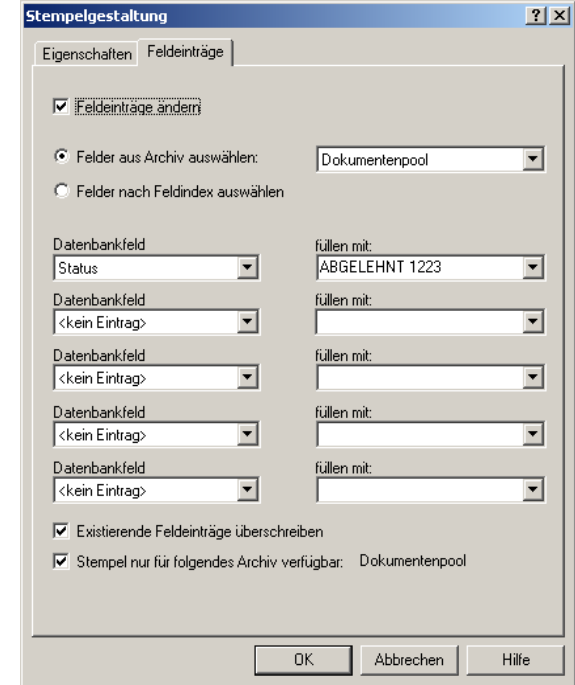 Stempelgestaltung
Eigenschaften Feldeinträge
Feldeinträge ändern
Felder aus Archiv auswählen: Dokumentenpool
Felder nach Feldindex auswählen
Datenbankfeld füllen mit:
Status ABGELEHNT 1223
Datenbankfeld füllen mit:
<kein Eintrag>
Datenbankfeld füllen mit:
<kein Eintrag>
Datenbankfeld füllen mit:
<kein Eintrag>
Datenbankfeld füllen mit:
<kein Eintrag>
Existierende Feldeinträge überschreiben
Stempel nur für folgendes Archiv verfügbar: Dokumentenpool
OK Abbrechen Hilfe